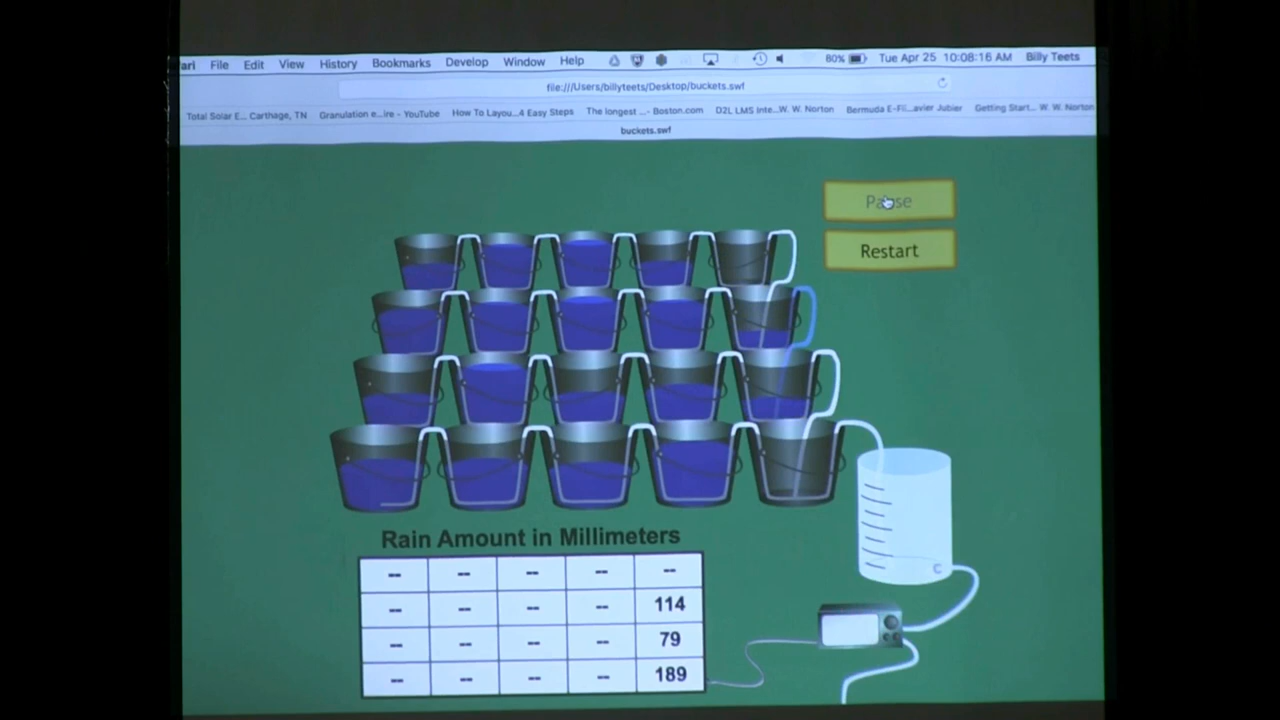 ari File Edit View History Bookmarks Develop Window Help 80% Tue Apr 25 10:08:16 AM Billy Teets
file:///Users/billyteets/Desktop/buckets.swf
Total Solar E... Carthage, TN Granulation e...ire - YouTube How To Layou...4 Easy Steps The longest ...- Boston.com D2L LMS Inte...W. W. Norton Bermuda E-Fli...avier Jubier Getting Start... W. W. Norton
buckets.swf
Pause
Restart
Rain Amount in Millimeters
-- -- -- -- --
-- -- -- -- 114
-- -- -- -- 79
-- -- -- -- 189